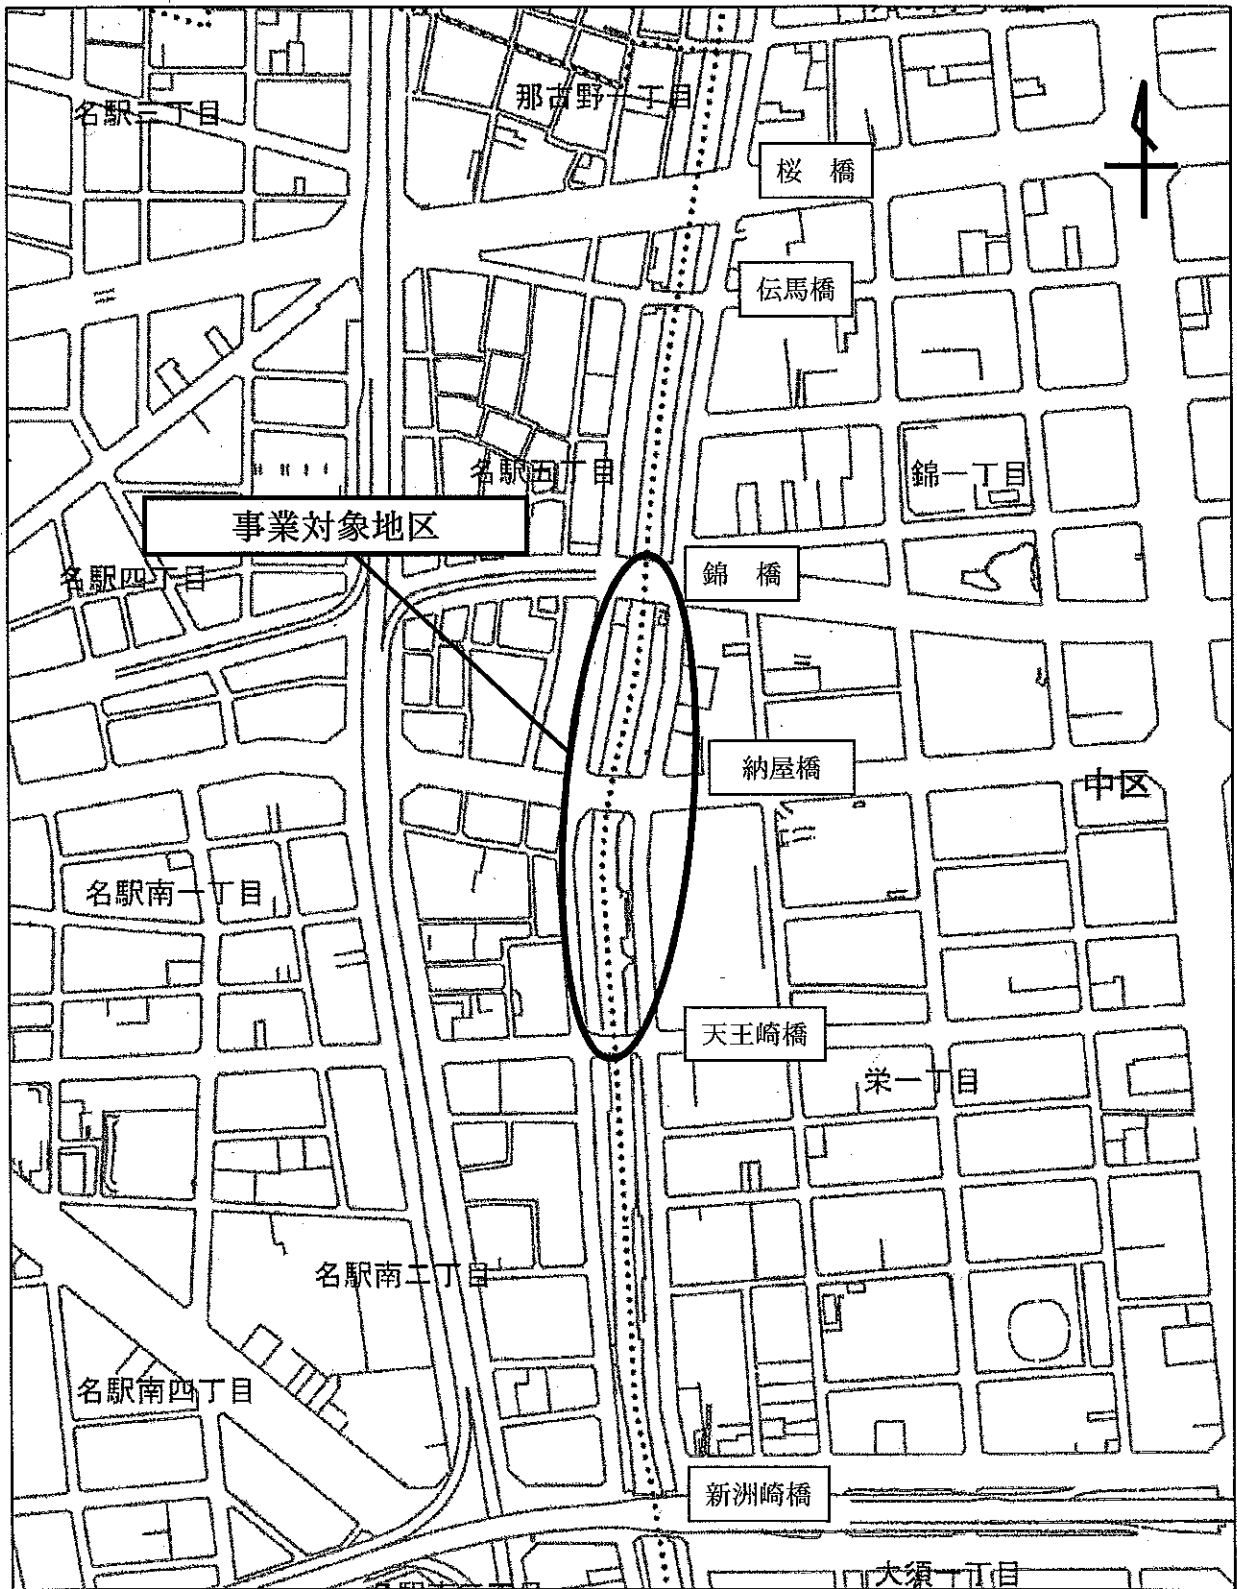 那古野一丁目
名駅三丁目
桜 橋
伝馬橋
名駅五丁目
錦一丁目
事業対象地区
錦 橋
名駅四丁目
納屋橋
中区
名駅南一丁目
天王崎橋
栄一丁目
名駅南二丁目
名駅南四丁目
新洲崎橋
大須一丁目